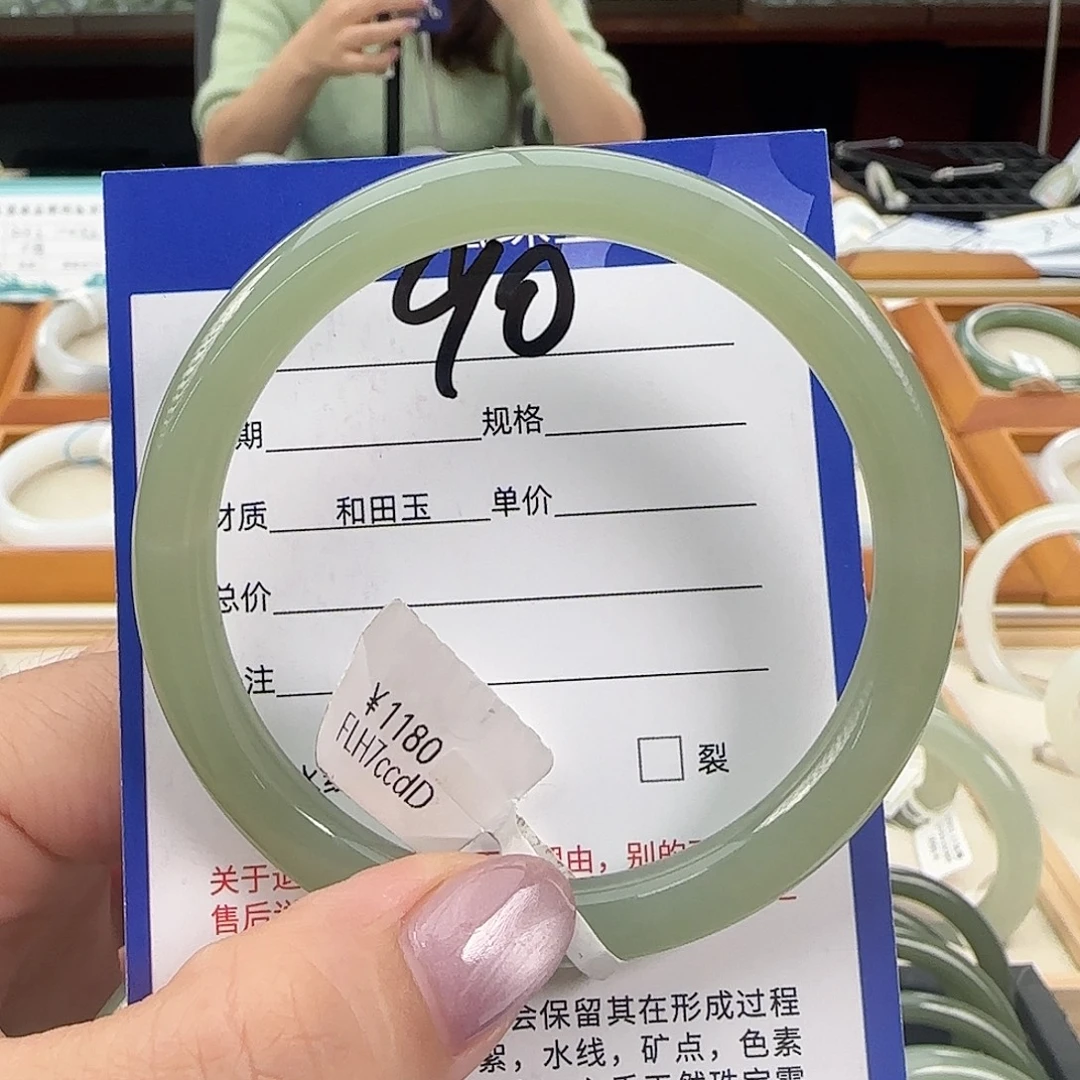 90
期 规格
材质 和田玉 单价
总价
注
¥1180
FLH7ccdD
裂
关于 理由，别的
售后
会保留其在形成过程
絮，水线，矿点，色素